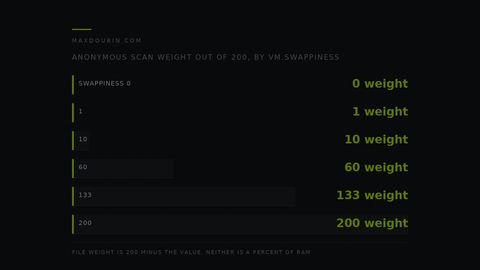 MAXDOURIN.COM
ANONYMOUS SCAN WEIGHT OUT OF 200, BY VM.SWAPPINESS
SWAPPINESS 0 0 weight
1 1 weight
10 10 weight
60 60 weight
133 133 weight
200 200 weight
FILE WEIGHT IS 200 MINUS THE VALUE. NEITHER IS A PERCENT OF RAM